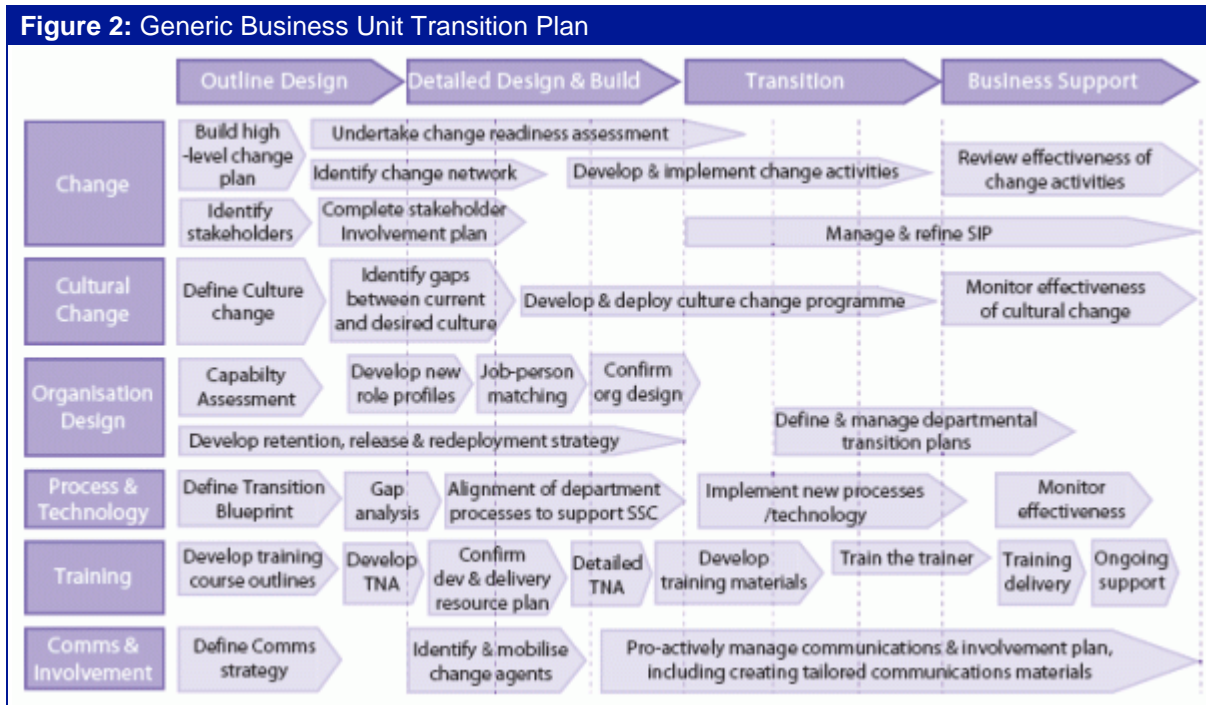 Figure 2: Generic Business Unit Transition Plan
Outline Design
Detailed Design & Build
Transition
Business Support
Change
Build high
-level change
plan
Undertake change readiness assessment
Identify change network
Develop & implement change activities
Review effectiveness of
change activities
Identify
stakeholders
Complete stakeholder
Involvement plan
Manage & refine SIP
Cultural
Change
Define Culture
change
Identify gaps
between current
and desired culture
Develop & deploy culture change programme
Monitor effectiveness
of cultural change
Organisation
Design
Capabilty
Assessment
Develop new
role profiles
Job-person
matching
Confirm
org design
Develop retention, release & redeployment strategy
Define & manage departmental
transition plans
Process &
Technology
Define Transition
Blueprint
Gap
analysis
Alignment of department
processes to support SSC
Implement new processes
/technology
Monitor
effectiveness
Training
Develop training
course outlines
Develop
TNA
Confirm
dev & delivery
resource plan
Detailed
TNA
Develop
training materials
Train the trainer
Training
delivery
Ongoing
support
Comms &
Involvement
Define Comms
strategy
Identify & mobilise
change agents
Pro-actively manage communications & involvement plan,
including creating tailored communications materials